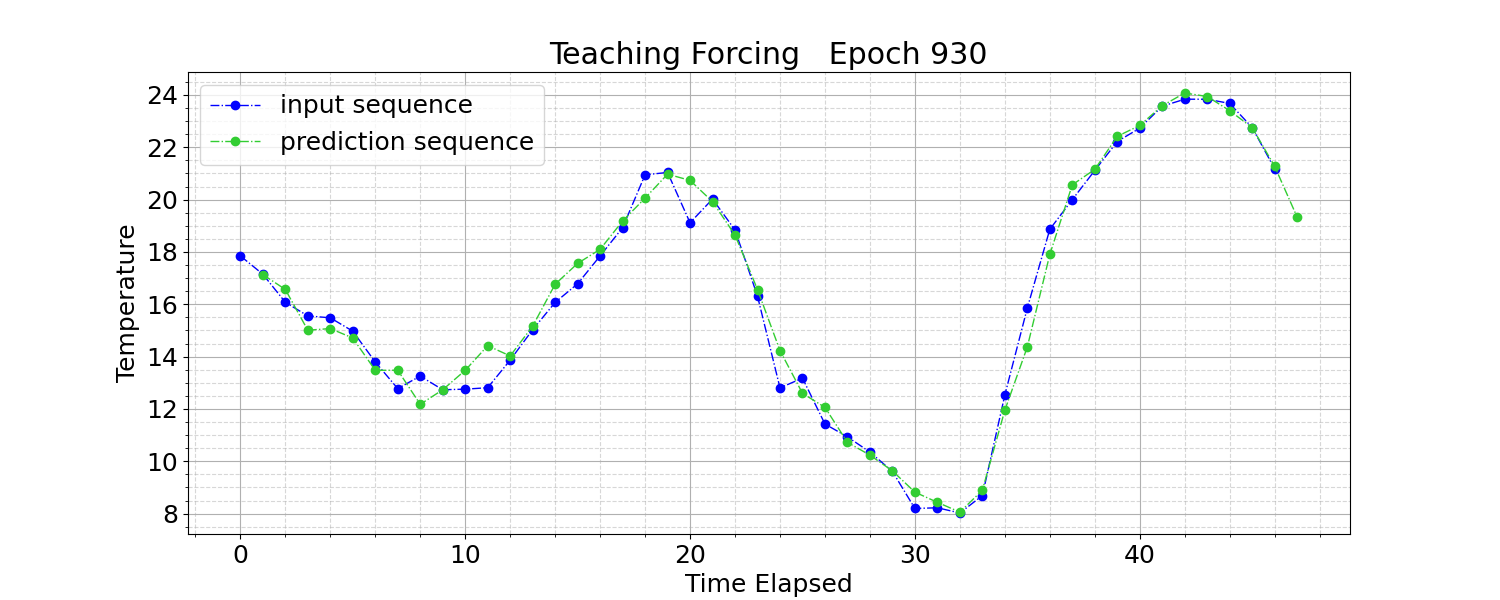 Teaching Forcing   Epoch 930
input sequence
prediction sequence
Temperature
24
22
20
18
16
14
12
10
8
0 10 20 30 40
Time Elapsed